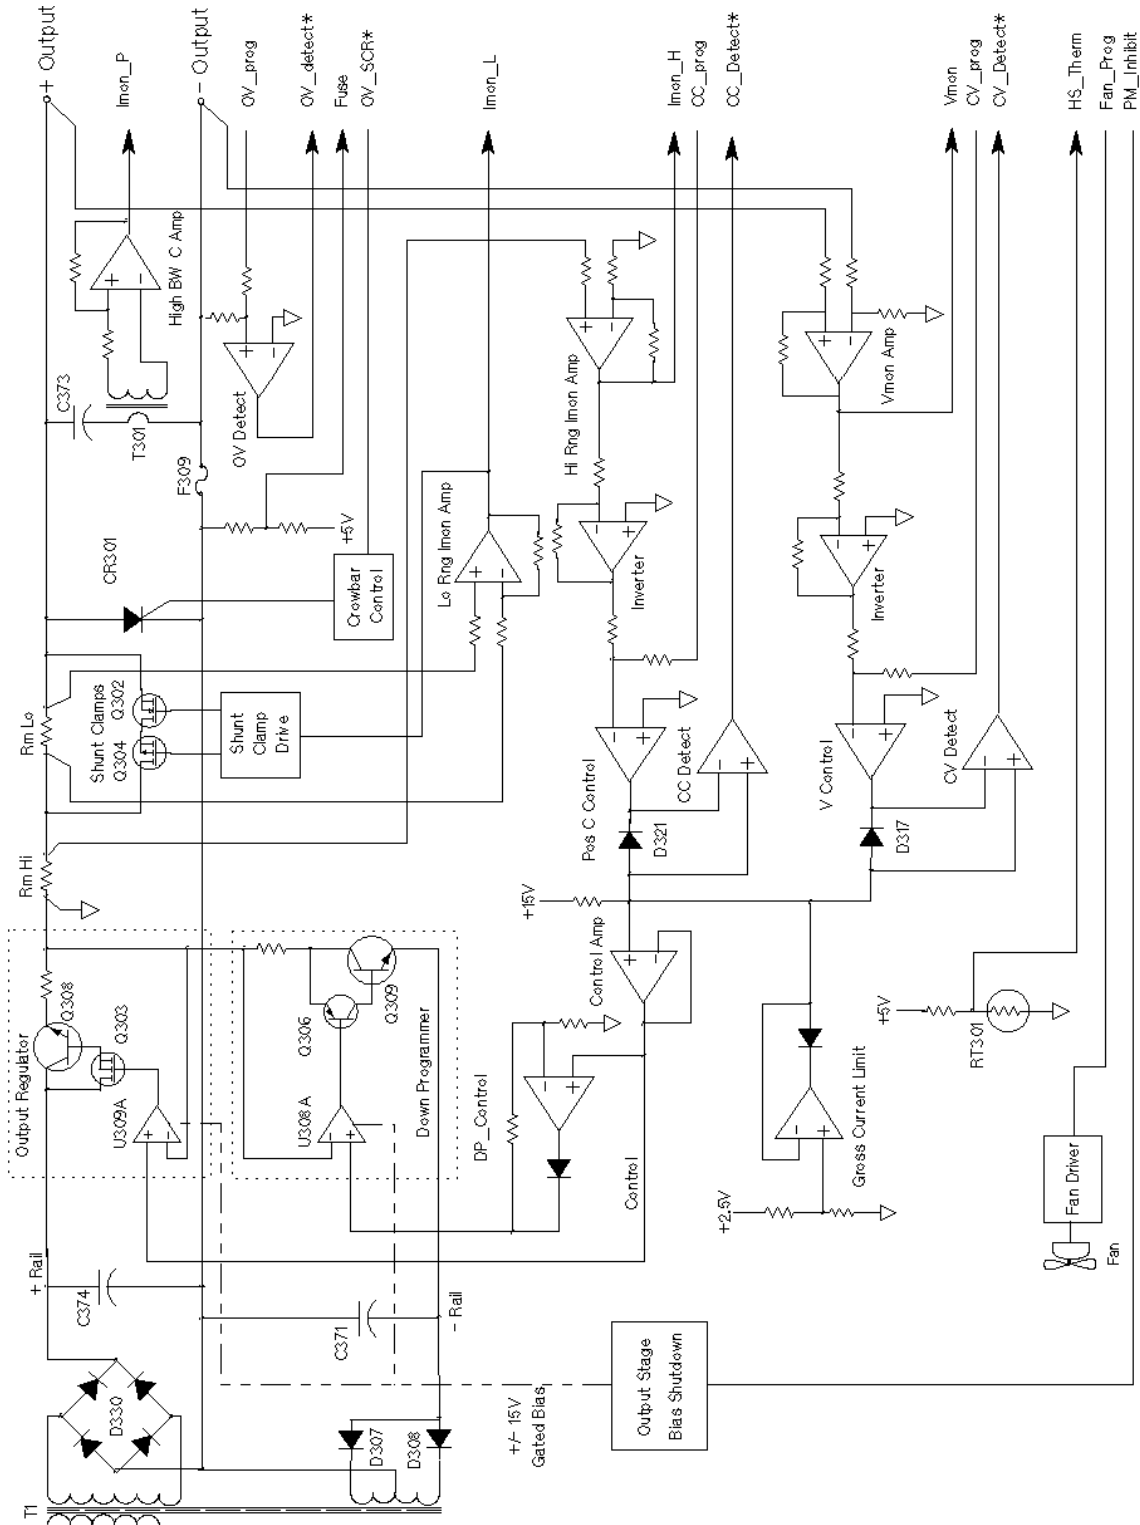 + Output
Imon_P
- Output
OV_prog
OV_detect*
Fuse
OV_SCR*
Imon_L
Imon_H
CC_prog
CC_Detect*
Vmon
CV_prog
CV_Detect*
HS_Therm
Fan_Prog
PM_Inhibit
High BW C Amp
C373
T301
OV Detect
F309
+5V
CR301
Crowbar
Control
Lo Rng Imon Amp
Hi Rng Imon Amp
Inverter
Vmon Amp
Inverter
Rm Lo
Shunt Clamps
Q304
Q302
Shunt
Clamp
Drive
Pos C Control
CC Detect
D321
V Control
CV Detect
D317
Rm Hi
+15V
Control Amp
Output Regulator
Q308
Q303
U309A
Q306
Q309
U308A
Down Programmer
DP_Control
Control
Gross Current Limit
+2.5V
+5V
RT301
Fan Driver
Fan
+ Rail
C374
C371
- Rail
D330
D307
D308
+/- 15V
Gated Bias
Output Stage
Bias Shutdown
T1
+
-
+
-
+
-
+
-
-
+
+
-
-
+
-
+
-
+
-
+
-
+
+
-
+
-
-
+
-
+